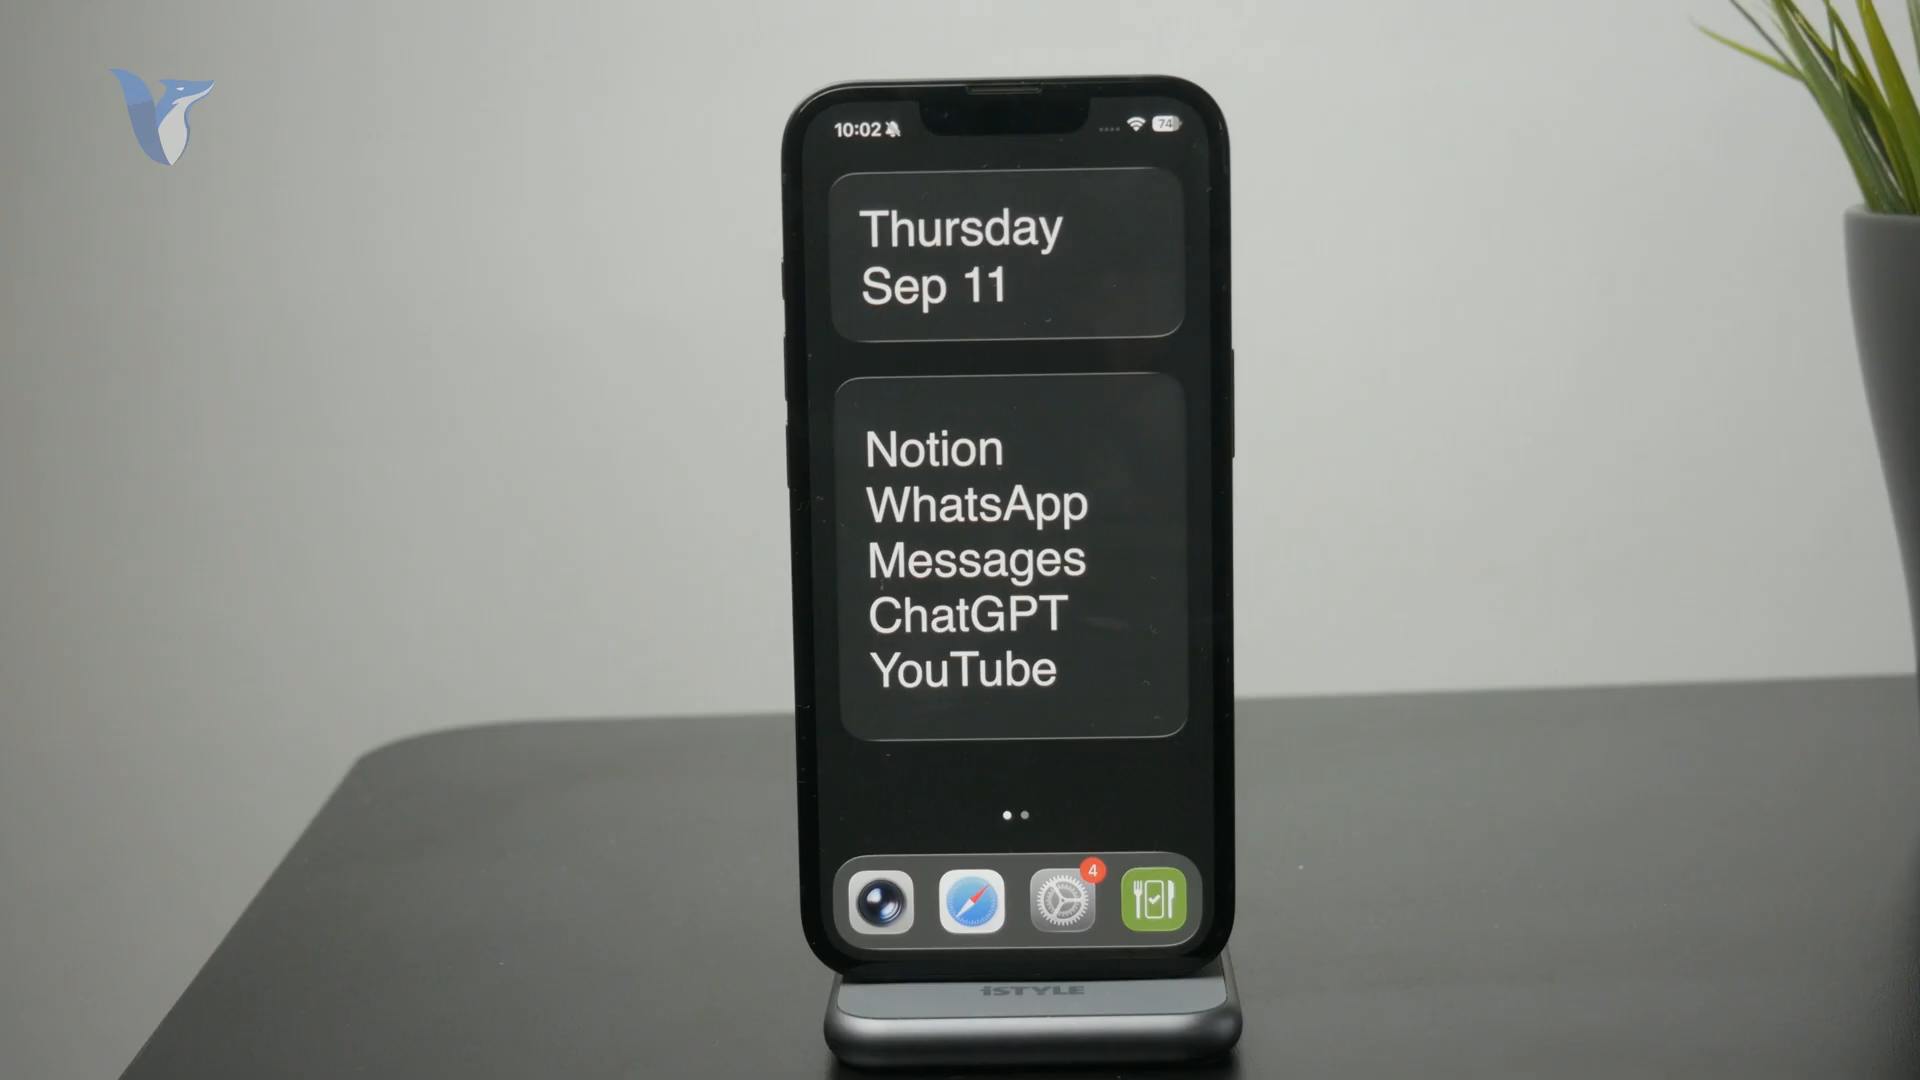 10:02
74
Thursday
Sep 11
Notion
WhatsApp
Messages
ChatGPT
YouTube
4
iSTYLE